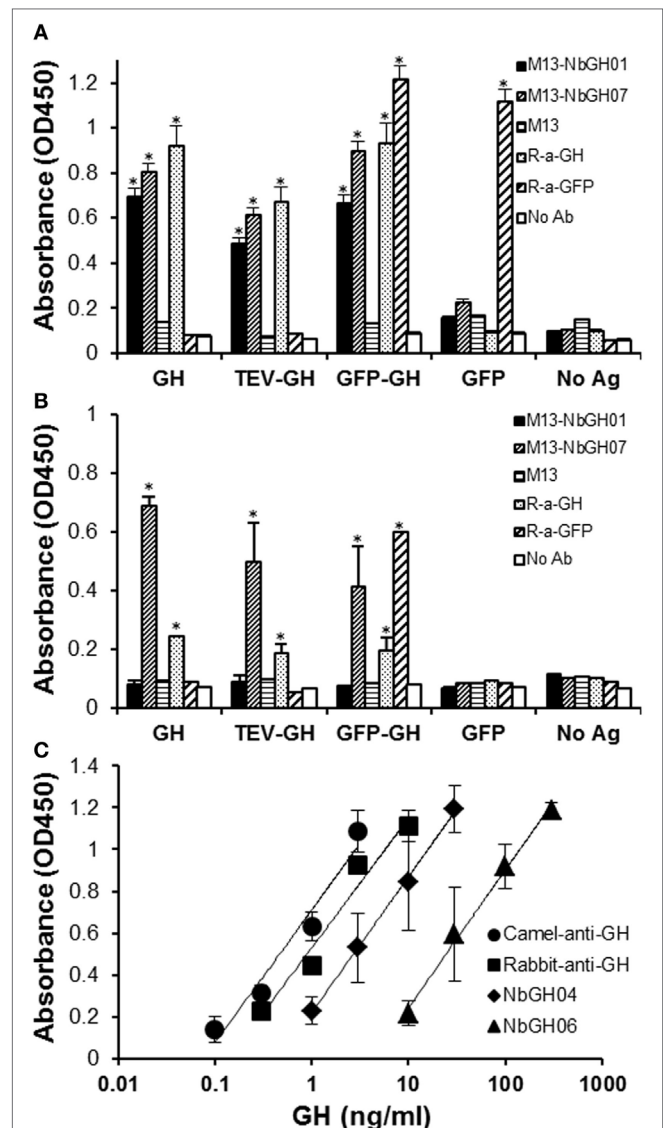 A
Absorbance (OD450)
1.2
1
0.8
0.6
0.4
0.2
0
M13-NbGH01
M13-NbGH07
M13
R-a-GH
R-a-GFP
No Ab
* * * * * * * * * * *
GH TEV-GH GFP-GH GFP No Ag
B
Absorbance (OD450)
1
0.8
0.6
0.4
0.2
0
M13-NbGH01
M13-NbGH07
M13
R-a-GH
R-a-GFP
No Ab
* * * * * * *
GH TEV-GH GFP-GH GFP No Ag
C
Absorbance (OD450)
1.4
1.2
1
0.8
0.6
0.4
0.2
0
Camel-anti-GH
Rabbit-anti-GH
NbGH04
NbGH06
0.01 0.1 1 10 100 1000
GH (ng/ml)